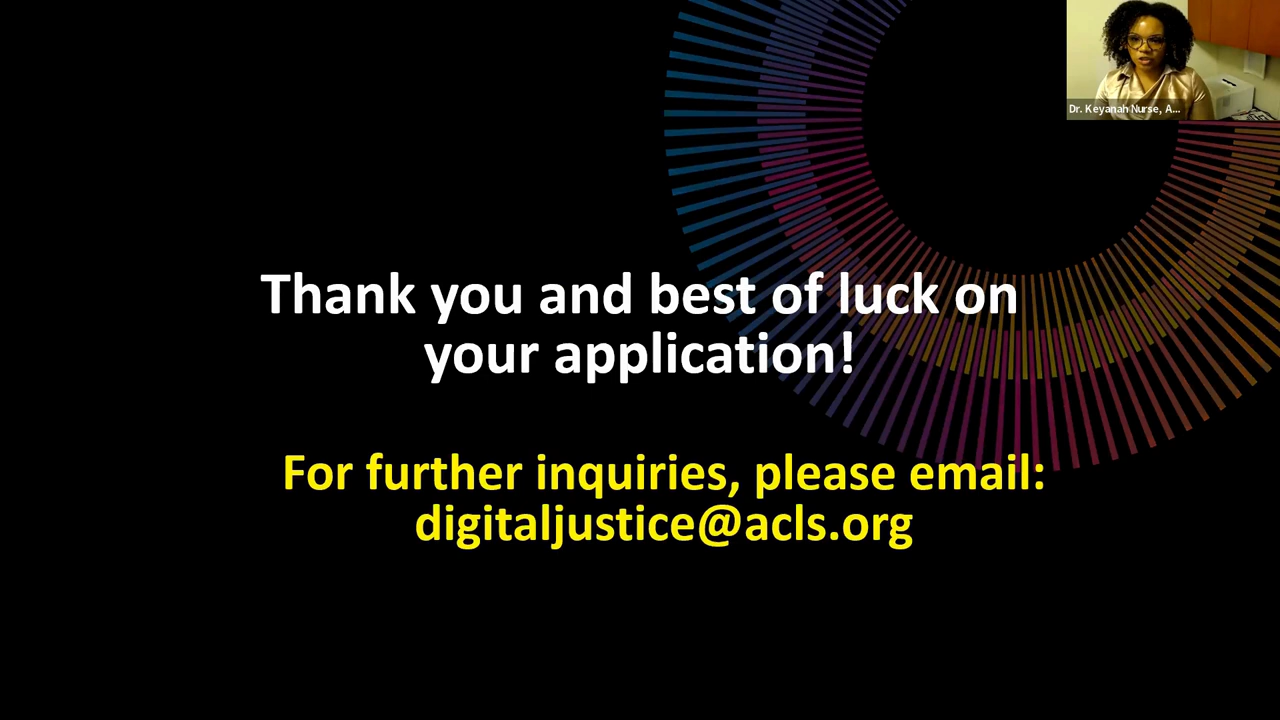 Dr. Keyanah Nurse, A...
Thank you and best of luck on
your application!
For further inquiries, please email:
digitaljustice@acls.org